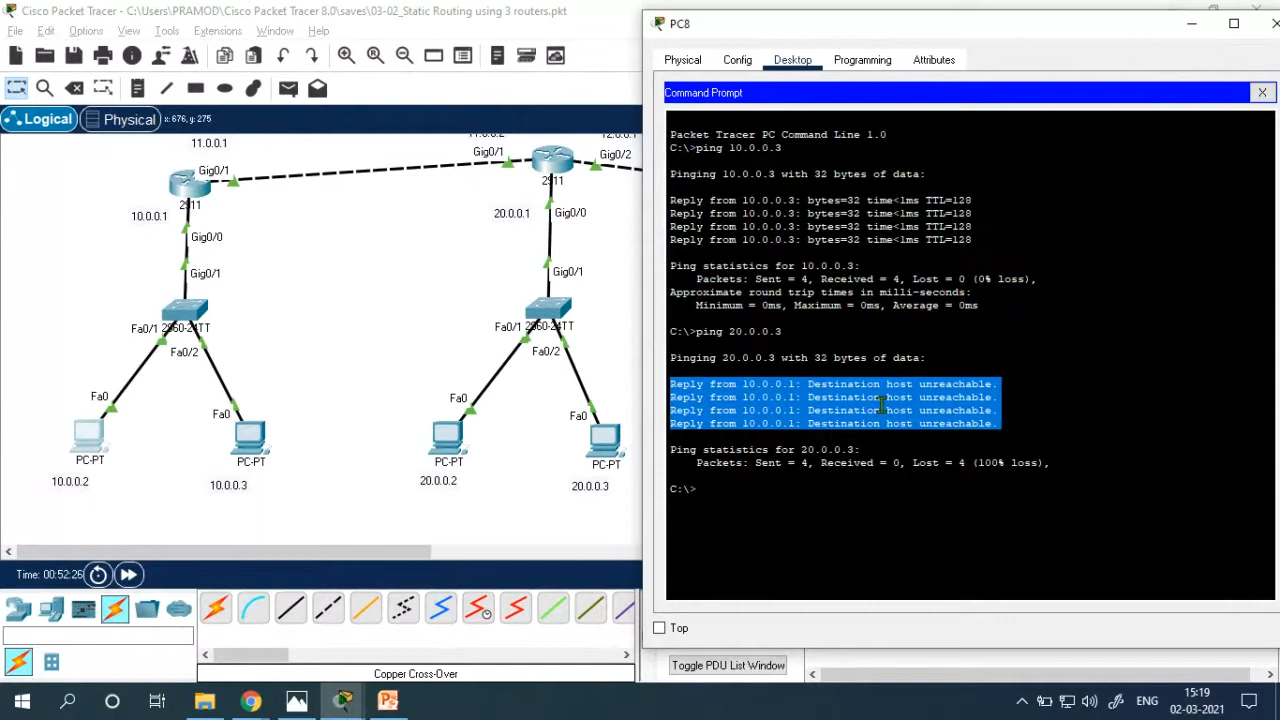 Cisco Packet Tracer - C:\Users\PRAMOD\Cisco Packet Tracer 8.0\saves\03-02_Static Routing using 3 routers.pkt
File Edit Options View Tools Extensions Window Help
Logical Physical x: 676, y: 275
11.0.0.1
Gig0/1
2911
10.0.0.1
Gig0/0
Gig0/1
Fa0/1 2960-24TT
Fa0/2
Fa0
Fa0
PC-PT
PC-PT
10.0.0.2
10.0.0.3
11.0.0.2
12.0.0.1
Gig0/1
Gig0/2
2911
20.0.0.1
Gig0/0
Gig0/1
Fa0/1 2960-24TT
Fa0/2
Fa0
Fa0
PC-PT
PC-PT
20.0.0.2
20.0.0.3
Time: 00:52:26
Copper Cross-Over
PC8
Physical Config Desktop Programming Attributes
Command Prompt
X
Packet Tracer PC Command Line 1.0
C:\>ping 10.0.0.3
Pinging 10.0.0.3 with 32 bytes of data:
Reply from 10.0.0.3: bytes=32 time<1ms TTL=128
Reply from 10.0.0.3: bytes=32 time<1ms TTL=128
Reply from 10.0.0.3: bytes=32 time<1ms TTL=128
Reply from 10.0.0.3: bytes=32 time<1ms TTL=128
Ping statistics for 10.0.0.3:
Packets: Sent = 4, Received = 4, Lost = 0 (0% loss),
Approximate round trip times in milli-seconds:
Minimum = 0ms, Maximum = 0ms, Average = 0ms
C:\>ping 20.0.0.3
Pinging 20.0.0.3 with 32 bytes of data:
Reply from 10.0.0.1: Destination host unreachable.
Reply from 10.0.0.1: Destination host unreachable.
Reply from 10.0.0.1: Destination host unreachable.
Reply from 10.0.0.1: Destination host unreachable.
Ping statistics for 20.0.0.3:
Packets: Sent = 4, Received = 0, Lost = 4 (100% loss),
C:\>
Top
Toggle PDU List Window
ENG
15:19
02-03-2021